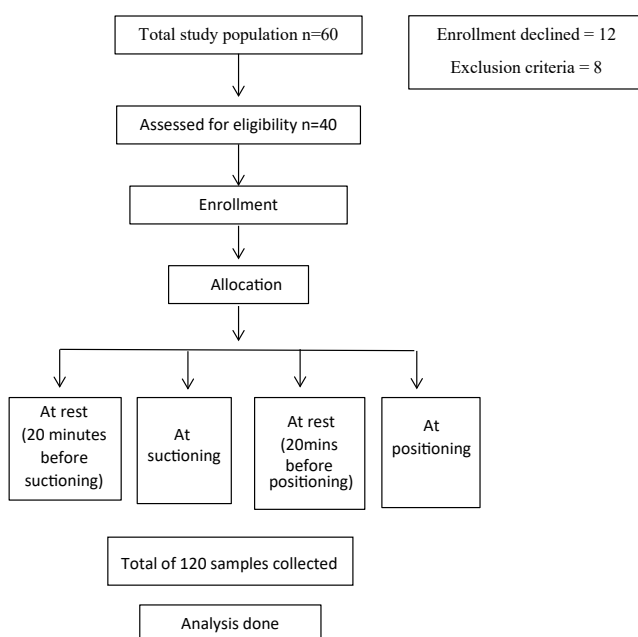 Total study population n=60
Enrollment declined = 12
Exclusion criteria = 8
Assessed for eligibility n=40
Enrollment
Allocation
At rest
(20 minutes
before
suctioning)
At
suctioning
At rest
(20mins
before
positioning)
At
positioning
Total of 120 samples collected
Analysis done